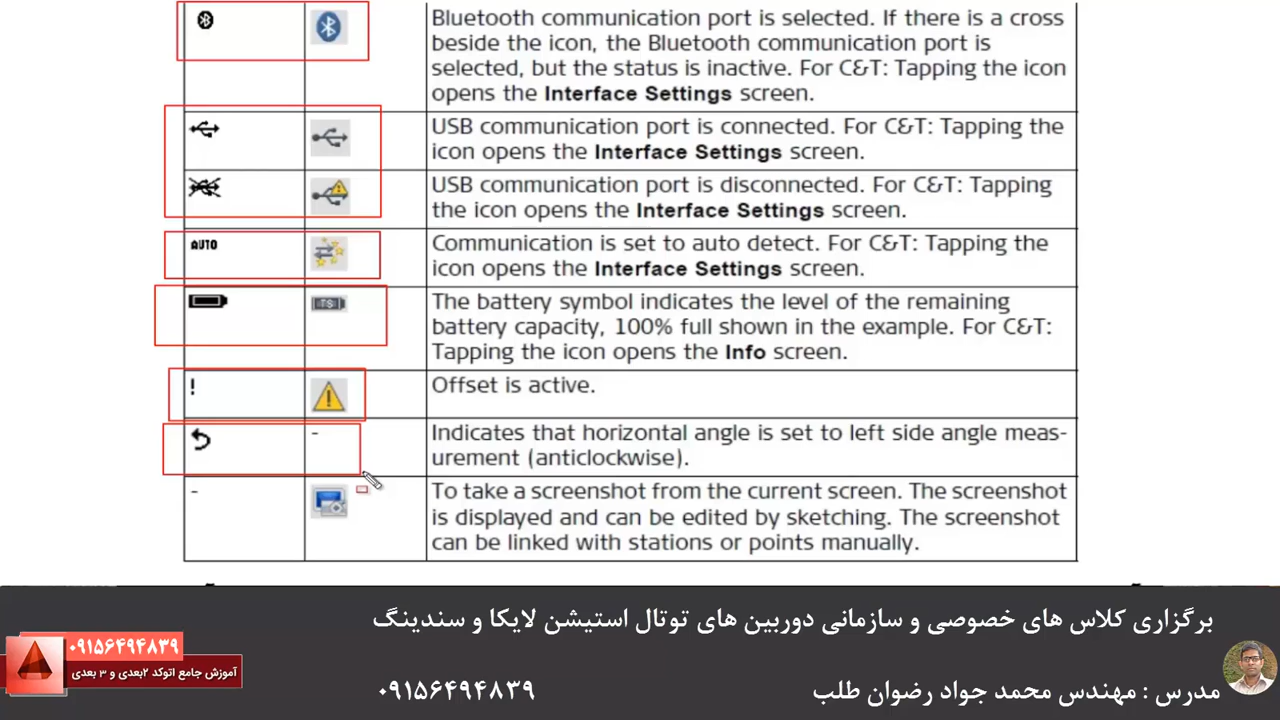 Bluetooth communication port is selected. If there is a cross
beside the icon, the Bluetooth communication port is
selected, but the status is inactive. For C&T: Tapping the icon
opens the Interface Settings screen.
USB communication port is connected. For C&T: Tapping the
icon opens the Interface Settings screen.
USB communication port is disconnected. For C&T: Tapping
the icon opens the Interface Settings screen.
AUTO
Communication is set to auto detect. For C&T: Tapping the
icon opens the Interface Settings screen.
TS
The battery symbol indicates the level of the remaining
battery capacity, 100% full shown in the example. For C&T:
Tapping the icon opens the Info screen.
!
Offset is active.
-
Indicates that horizontal angle is set to left side angle meas-
urement (anticlockwise).
-
To take a screenshot from the current screen. The screenshot
is displayed and can be edited by sketching. The screenshot
can be linked with stations or points manually.
برگزاری کلاس های خصوصی و سازمانی دوربین های توتال استیشن لایکا و سندینگ
۰۹۱۵۶۴۹۴۸۳۹
آموزش جامع اتوکد ۲بعدی و ۳ بعدی
مدرس : مهندس محمد جواد رضوان طلب
۰۹۱۵۶۴۹۴۸۳۹